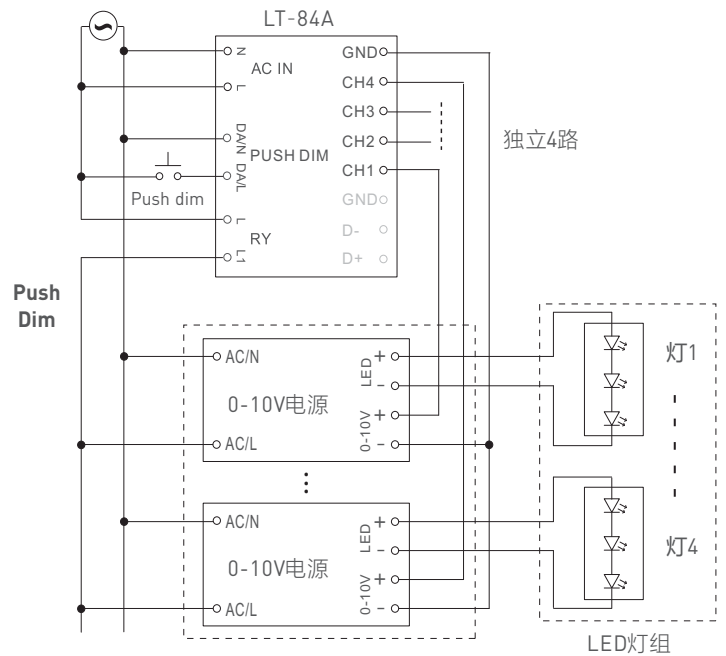 LT-84A
N
AC IN
L
DA/N
PUSH DIM
DA/L
Push dim
L
RY
L1
GND
CH4
CH3
CH2
CH1
GND
D-
D+
独立4路
Push
Dim
AC/N
0-10V电源
AC/L
LED
+
-
0-10V
+
-
AC/N
0-10V电源
AC/L
LED
+
-
0-10V
+
-
灯1
灯4
LED灯组